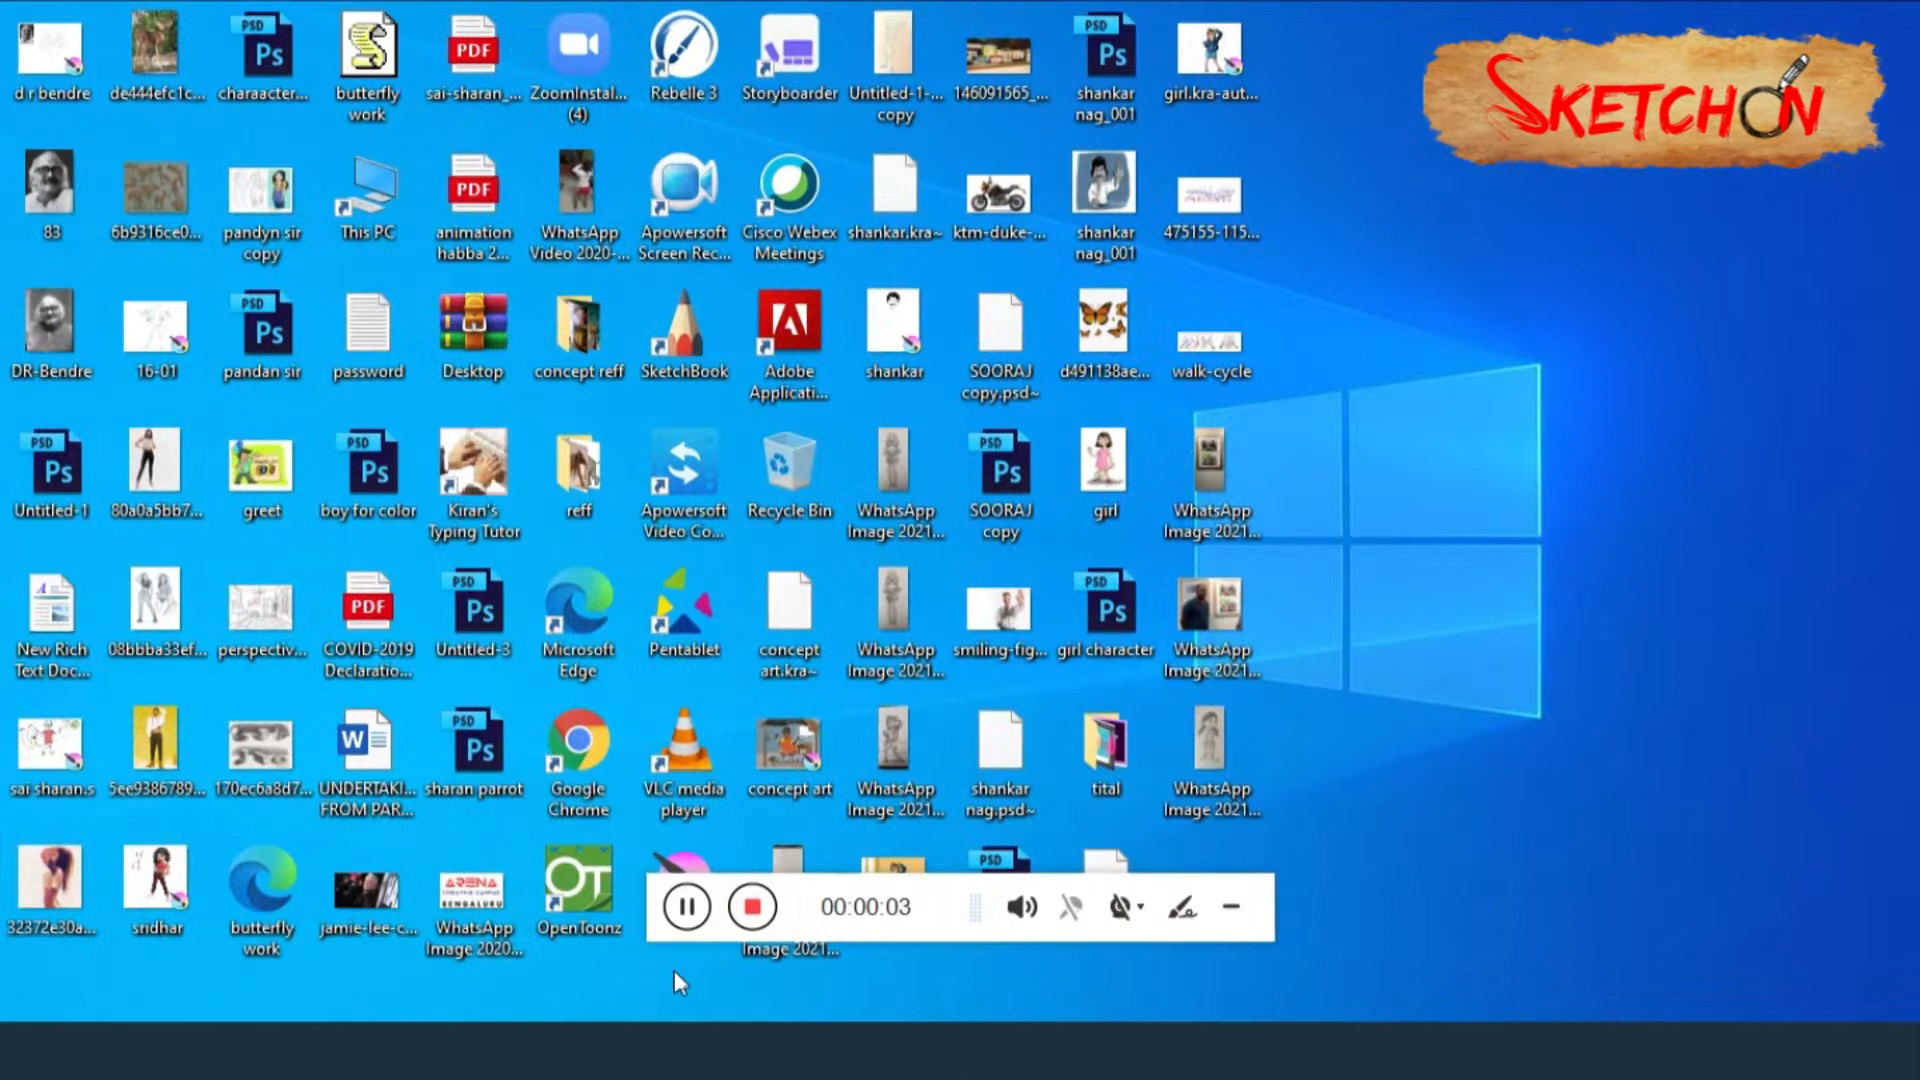 SKETCHON
d r bendre
de444efc1c...
charaacter...
butterfly
work
sai-sharan_...
ZoomInstal...
(4)
Rebelle 3
Storyboarder
Untitled-1-...
copy
146091565_...
shankar
nag_001
girl.kra-aut...
83
6b9316ce0...
pandyn sir
copy
This PC
animation
habba 2...
WhatsApp
Video 2020-...
Apowersoft
Screen Rec...
Cisco Webex
Meetings
shankar.kra~
ktm-duke-...
shankar
nag_001
475155-115...
DR-Bendre
16-01
pandan sir
password
Desktop
concept reff
SketchBook
Adobe
Applicati...
shankar
SOORAJ
copy.psd~
d491138ae...
walk-cycle
Untitled-1
80a0a5bb7...
greet
boy for color
Kiran's
Typing Tutor
reff
Apowersoft
Video Co...
Recycle Bin
WhatsApp
Image 2021...
SOORAJ
copy
girl
WhatsApp
Image 2021...
New Rich
Text Doc...
08bbba33ef...
perspectiv...
COVID-2019
Declaratio...
Untitled-3
Microsoft
Edge
Pentablet
concept
art.kra~
WhatsApp
Image 2021...
smiling-fig...
girl character
WhatsApp
Image 2021...
sai sharan.s
5ec9386789...
170ec6a8d7...
UNDERTAKI...
FROM PAR...
sharan parrot
Google
Chrome
VLC media
player
concept art
WhatsApp
Image 2021...
shankar
nag.psd~
tital
WhatsApp
Image 2021...
32372e30a...
sridhar
butterfly
work
jamie-lee-c...
ARENA
BENGALURU
WhatsApp
Image 2020...
OpenToonz
00:00:03
Image 2021...